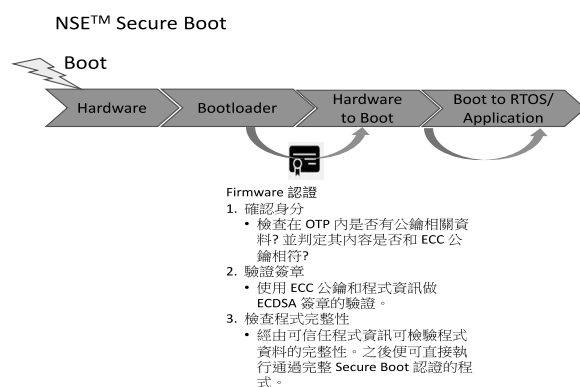 NSE™ Secure Boot
Boot
Hardware
Bootloader
Hardware
to Boot
Boot to RTOS/
Application
Firmware 認證
1. 確認身分
• 檢查在 OTP 內是否有公鑰相關資
料? 並判定其內容是否和 ECC 公
鑰相符?
2. 驗證簽章
• 使用 ECC 公鑰和程式資訊做
ECDSA 簽章的驗證。
3. 檢查程式完整性
• 經由可信任程式資訊可檢驗程式
資料的完整性。之後便可直接執
行通過完整 Secure Boot 認證的程
式。